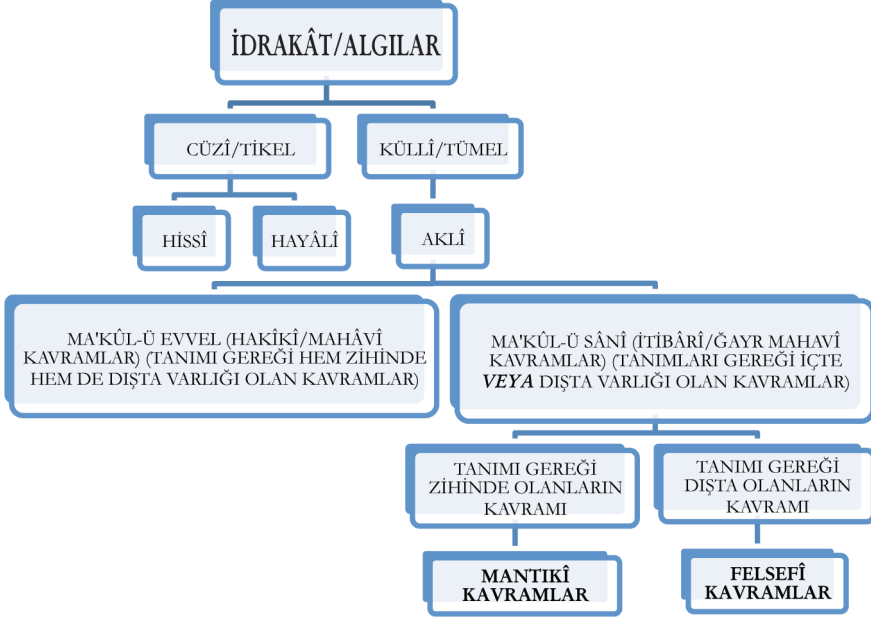 İDRAKÂT/ALGILAR
CÜZÎ/TİKEL
KÜLLÎ/TÜMEL
HİSSÎ
HAYÂLÎ
AKLÎ
MA'KÛL-Ü EVVEL (HAKÎKÎ/MAHÂVÎ
KAVRAMLAR) (TANIMI GEREĞİ HEM ZİHİNDE
HEM DE DIŞTA VARLIĞI OLAN KAVRAMLAR)
MA'KÛL-Ü SÂNÎ (İTİBÂRÎ/ĞAYR MAHAVÎ
KAVRAMLAR) (TANIMLARI GEREĞİ İÇTE
VEYA DIŞTA VARLIĞI OLAN KAVRAMLAR)
TANIMI GEREĞİ
ZİHİNDE OLANLARIN
KAVRAMI
TANIMI GEREĞİ
DIŞTA OLANLARIN
KAVRAMI
MANTIKÎ
KAVRAMLAR
FELSEFÎ
KAVRAMLAR